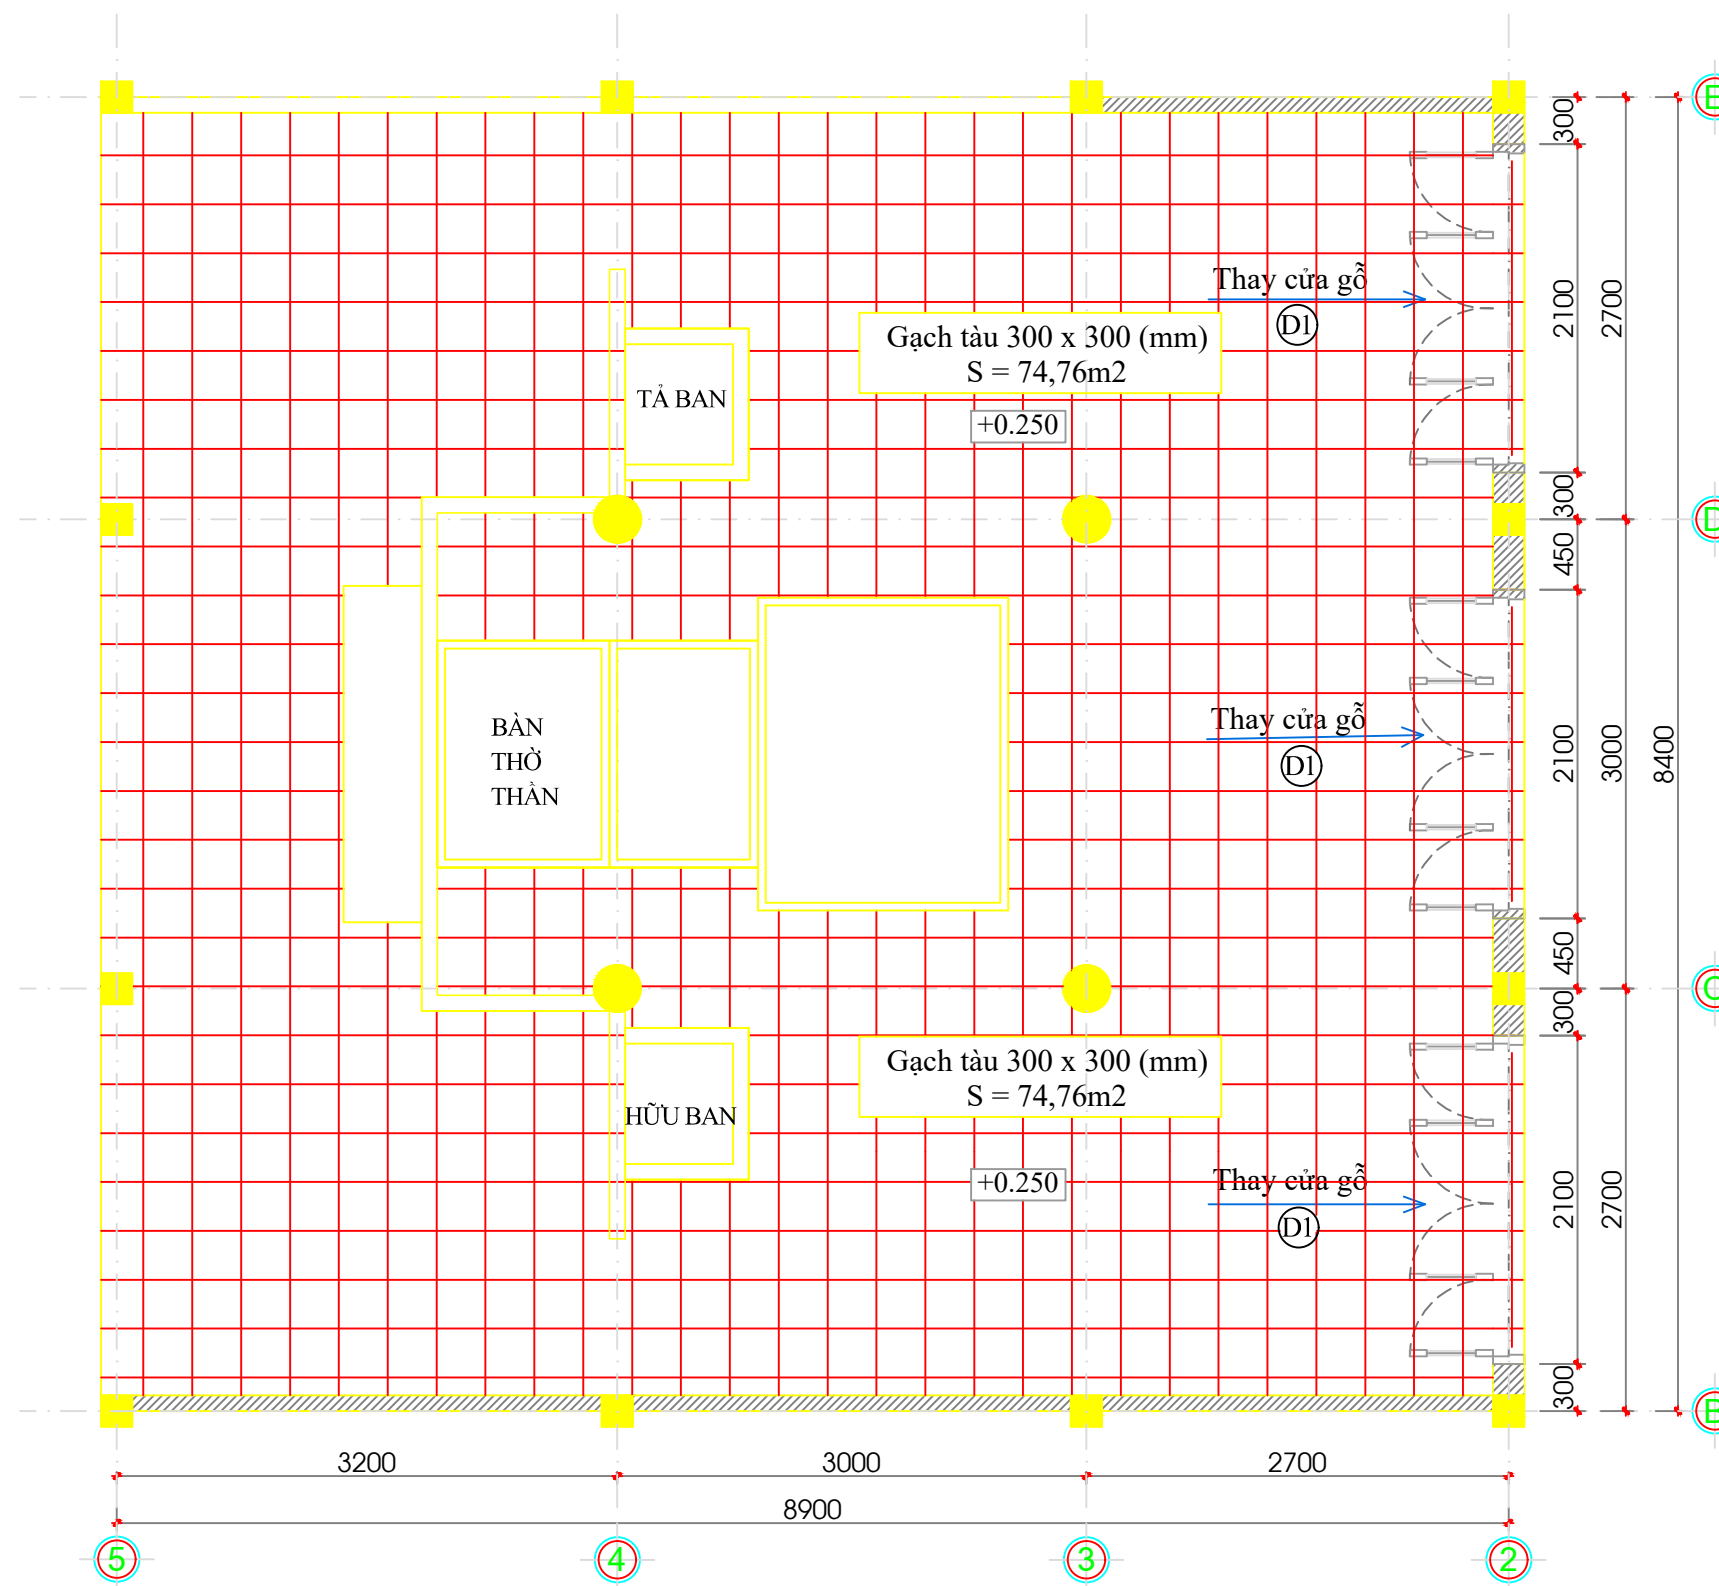 E
300
Thay cửa gỗ
D1
2100
2700
Gạch tàu 300 x 300 (mm)
S = 74,76m2
TẢ BAN
+0.250
300
D
450
Thay cửa gỗ
D1
BÀN
THỜ
THẦN
2100
3000
8400
450
C
300
Gạch tàu 300 x 300 (mm)
S = 74,76m2
HỮU BAN
+0.250
Thay cửa gỗ
D1
2100
2700
300
B
3200
3000
2700
8900
5
4
3
2